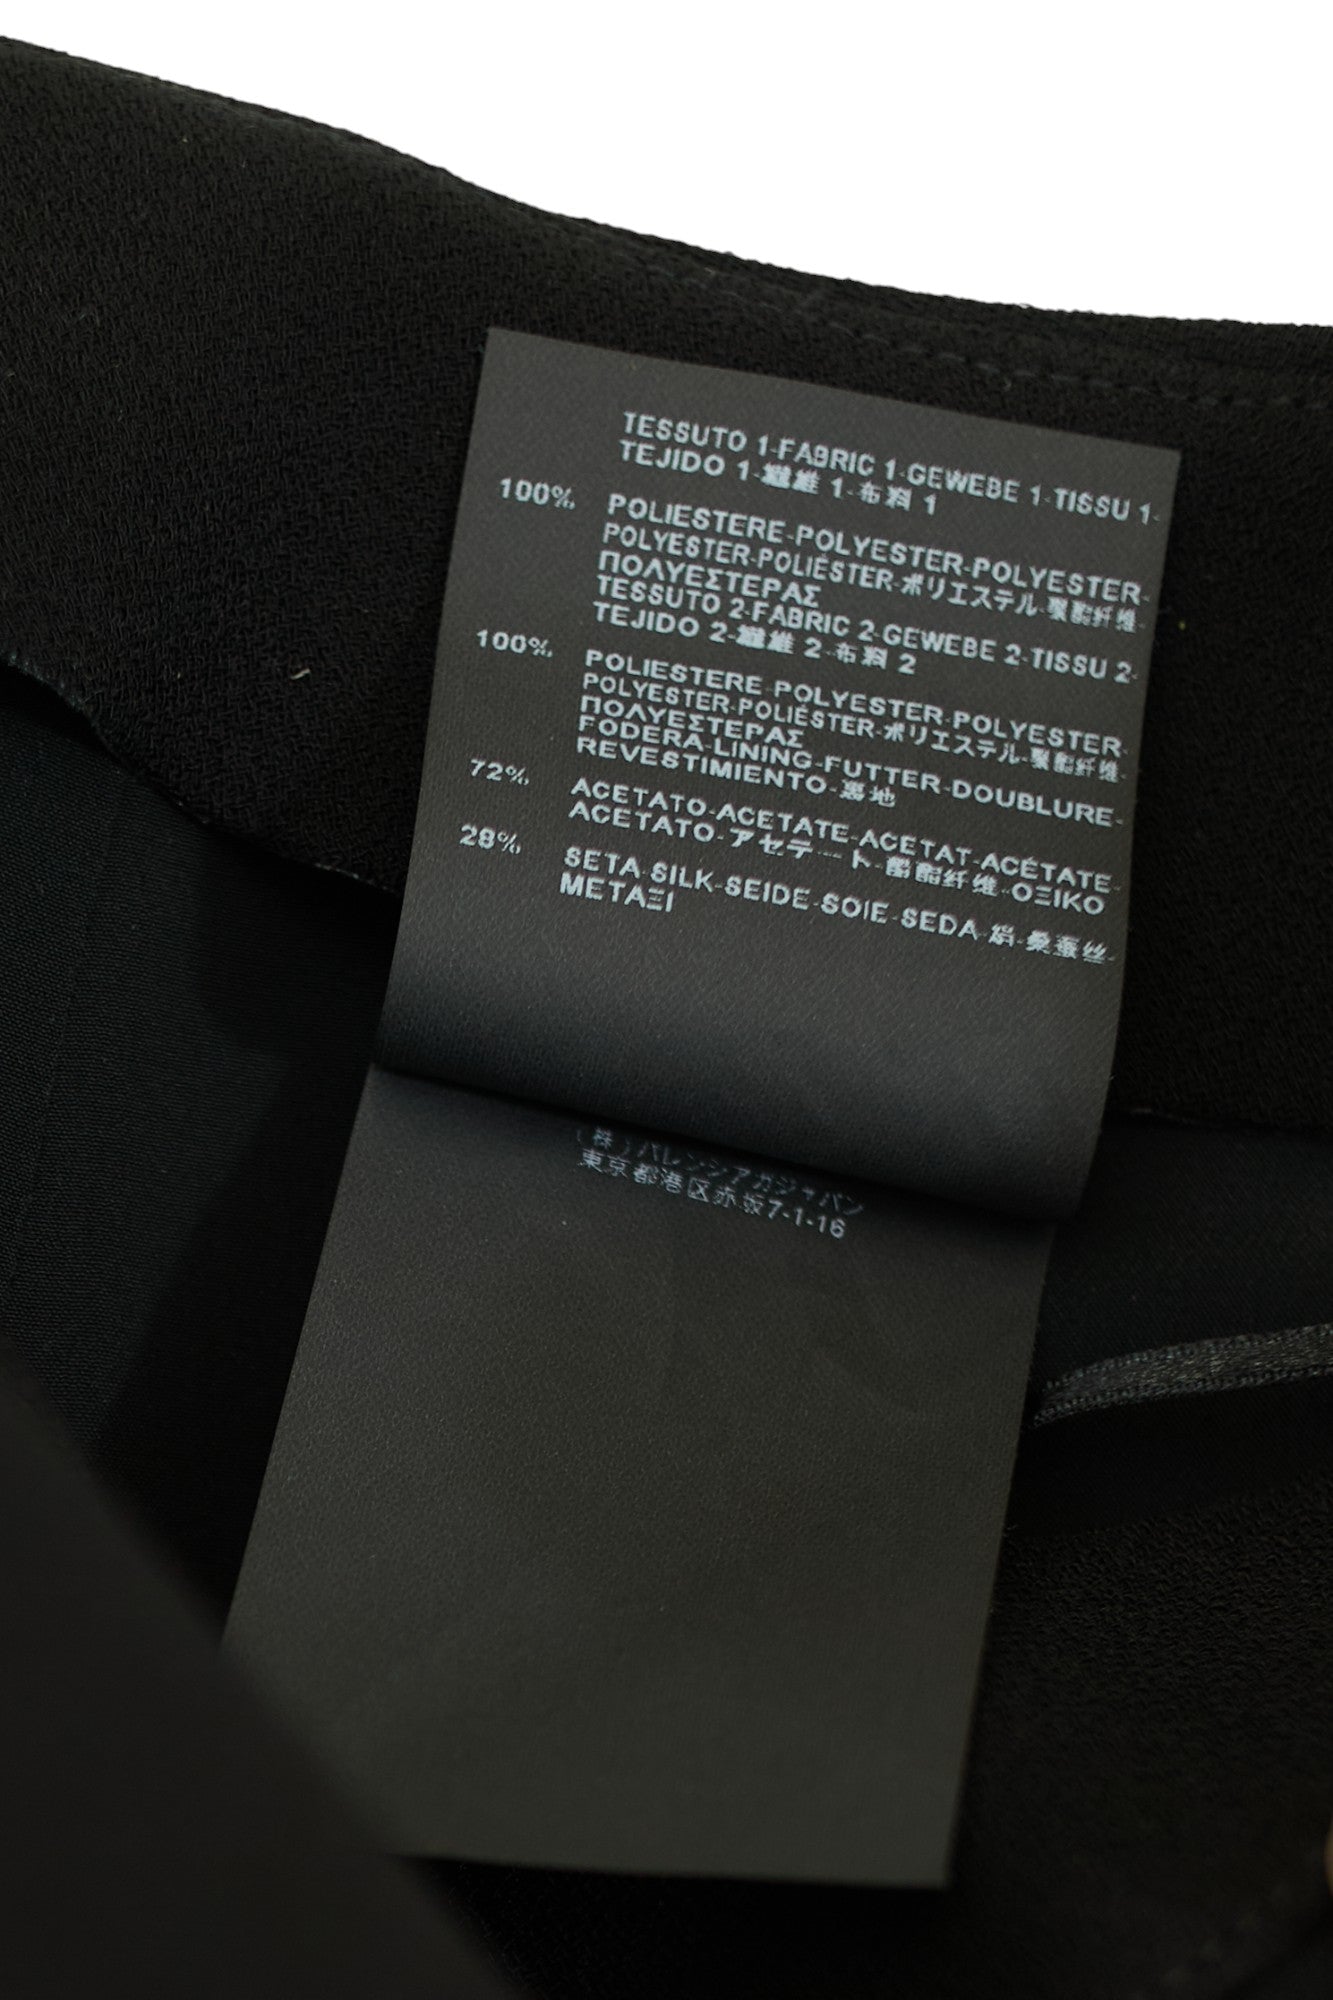 TESSUTO 1-FABRIC 1-GEWEBE 1-TISSU 1-
TEJIDO 1-繊維 1-布料 1
100% POLIESTERE-POLYESTER-POLYESTER-
POLYESTER-POLIÉSTER-ポリエステル-聚酯纤维-
ΠΟΛΥΕΣΤΕΡΑΣ
TESSUTO 2-FABRIC 2-GEWEBE 2-TISSU 2-
TEJIDO 2-繊維 2-布料 2
100% POLIESTERE-POLYESTER-POLYESTER-
POLYESTER-POLIÉSTER-ポリエステル-聚酯纤维-
ΠΟΛΥΕΣΤΕΡΑΣ
FODERA-LINING-FUTTER-DOUBLURE-
REVESTIMIENTO-裏地
72% ACETATO-ACETATE-ACETAT-ACÉTATE-
ACETATO-アセテート-醋酯纤维-ΟΞΙΚΟ
28% SETA-SILK-SEIDE-SOIE-SEDA-絹-桑蚕丝-
ΜΕΤΑΞΙ
(株)バレンシアガジャパン
東京都港区赤坂7-1-16